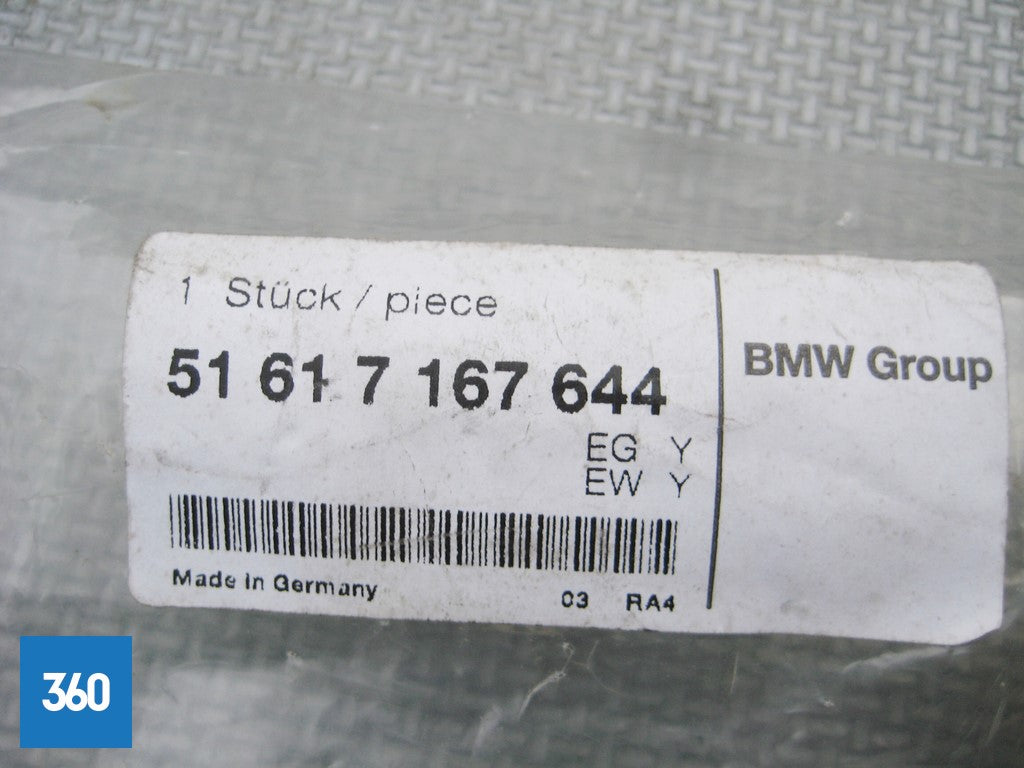 1 Stück / piece
51 61 7 167 644
BMW Group
EG Y
EW Y
Made in Germany
03 RA4
360